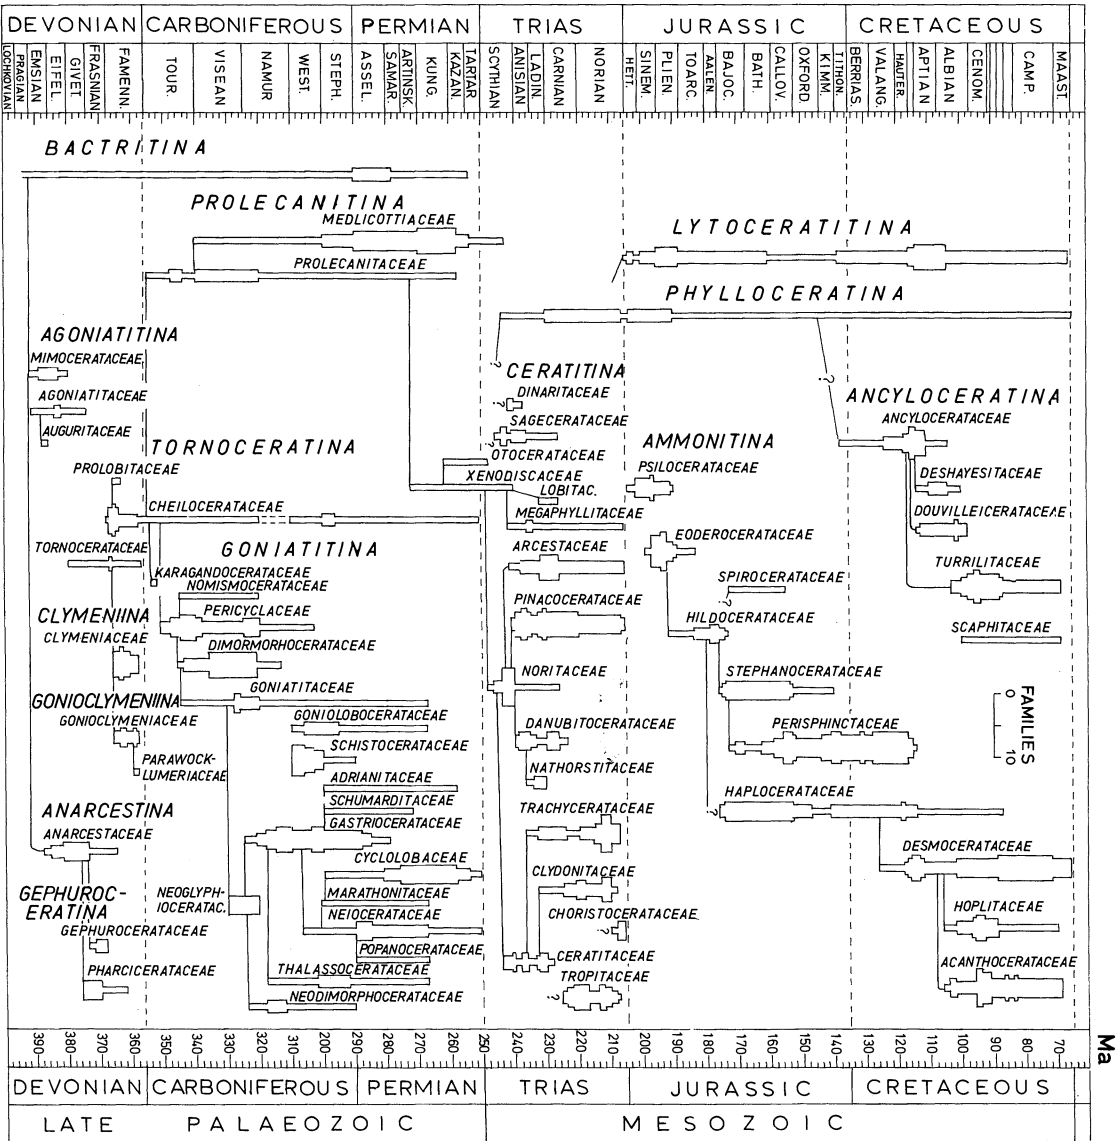 DEVONIAN CARBONIFEROUS PERMIAN TRIAS JURASSIC CRETACEOUS
LOCHKOVIAN PRAGIAN EMSIAN EIFEL. GIVET. FRASNIAN FAMENN. TOUR. VISEAN NAMUR WEST. STEPH. ASSEL. SAMAR. ARTINSK. KUNG. KAZAN. TARTAR SCYTHIAN ANISIAN LADIN. CARNIAN NORIAN HETT. SINEM. PLIEN. TOARC. AALEN. BAJOC. BATH. CALLOV. OXFORD. KIMM. TITHON. BERRIAS. VALANG. HAUTER. APTIAN ALBIAN CENOM. CAMP. MAAST.
BACTRITINA
PROLECANITINA
MEDLICOTTIACEAE
LYTOCERATITINA
PROLECANITACEAE
PHYLLOCERATINA
AGONIATITINA
MIMOCERATACEAE
?
CERATITINA
?
DINARITACEAE
?
AGONIATITACEAE
ANCYLOCERATINA
SAGECERATACEAE
ANCYLOCERATACEAE
AUGURITACEAE
?
TORNOCERATINA
AMMONITINA
OTOCERATACEAE
PROLOBITACEAE
PSILOCERATACEAE
XENODISCACEAE
DESHAYESITACEAE
LOBITAC.
CHEILOCERATACEAE
MEGAPHYLLITACEAE
DOUVILLEICERATACEAE
EODEROCERATACEAE
TORNOCERATACEAE
GONIATITINA
ARCESTACEAE
TURRILITACEAE
KARAGANDOCERATACEAE
NOMISMOCERATACEAE
SPIROCERATACEAE
?
PINACOCERATACEAE
CLYMENIINA
PERICYCLACEAE
HILDOCERATACEAE
SCAPHITACEAE
CLYMENIACEAE
DIMORMORHOCERATACEAE
NORITACEAE
STEPHANOCERATACEAE
GONIOCLYMENIINA
GONIATITACEAE
0
FAMILIES
10
GONIOCLYMENIACEAE
GONIOLOBOCERATACEAE
DANUBITOCERATACEAE
PERISPHINCTACEAE
SCHISTOCERATACEAE
PARAWOCK-
LUMERIACEAE
NATHORSTITACEAE
ADRIANITACEAE
HAPLOCERATACEAE
?
ANARCESTINA
SCHUMARDITACEAE
TRACHYCERATACEAE
GASTRIOCERATACEAE
ANARCESTACEAE
DESMOCERATACEAE
CYCLOLOBACEAE
CLYDONITACEAE
GEPHUROC-
ERATINA
NEOGLYPH-
IOCERATAC.
MARATHONITACEAE
HOPLITACEAE
NEIOCERATACEAE
CHORISTOCERATACEAE
?
GEPHUROCERATACEAE
POPANOCERATACEAE
CERATITACEAE
ACANTHOCERATACEAE
PHARCICERATACEAE
THALASSOCERATACEAE
TROPITACEAE
?
NEODIMORPHOCERATACEAE
390 380 370 360 350 340 330 320 310 300 290 280 270 260 250 240 230 220 210 200 190 180 170 160 150 140 130 120 110 100 90 80 70 Ma
DEVONIAN CARBONIFEROUS PERMIAN TRIAS JURASSIC CRETACEOUS
LATE PALAEOZOIC MESOZOIC